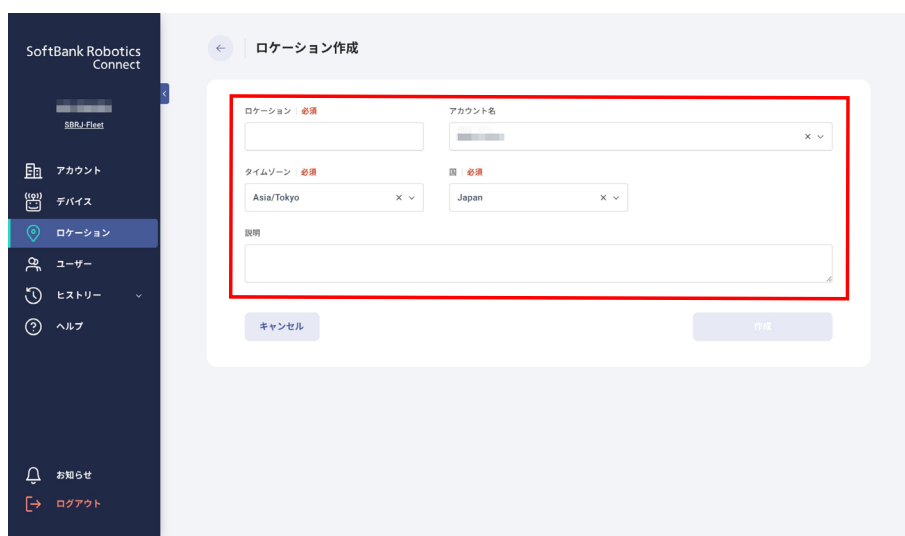 SoftBank Robotics
Connect
SBRJ-Fleet
アカウント
デバイス
ロケーション
ユーザー
ヒストリー
ヘルプ
お知らせ
ログアウト
ロケーション作成
ロケーション 必須
アカウント名
タイムゾーン 必須
国 必須
Asia/Tokyo
Japan
説明
キャンセル
作成